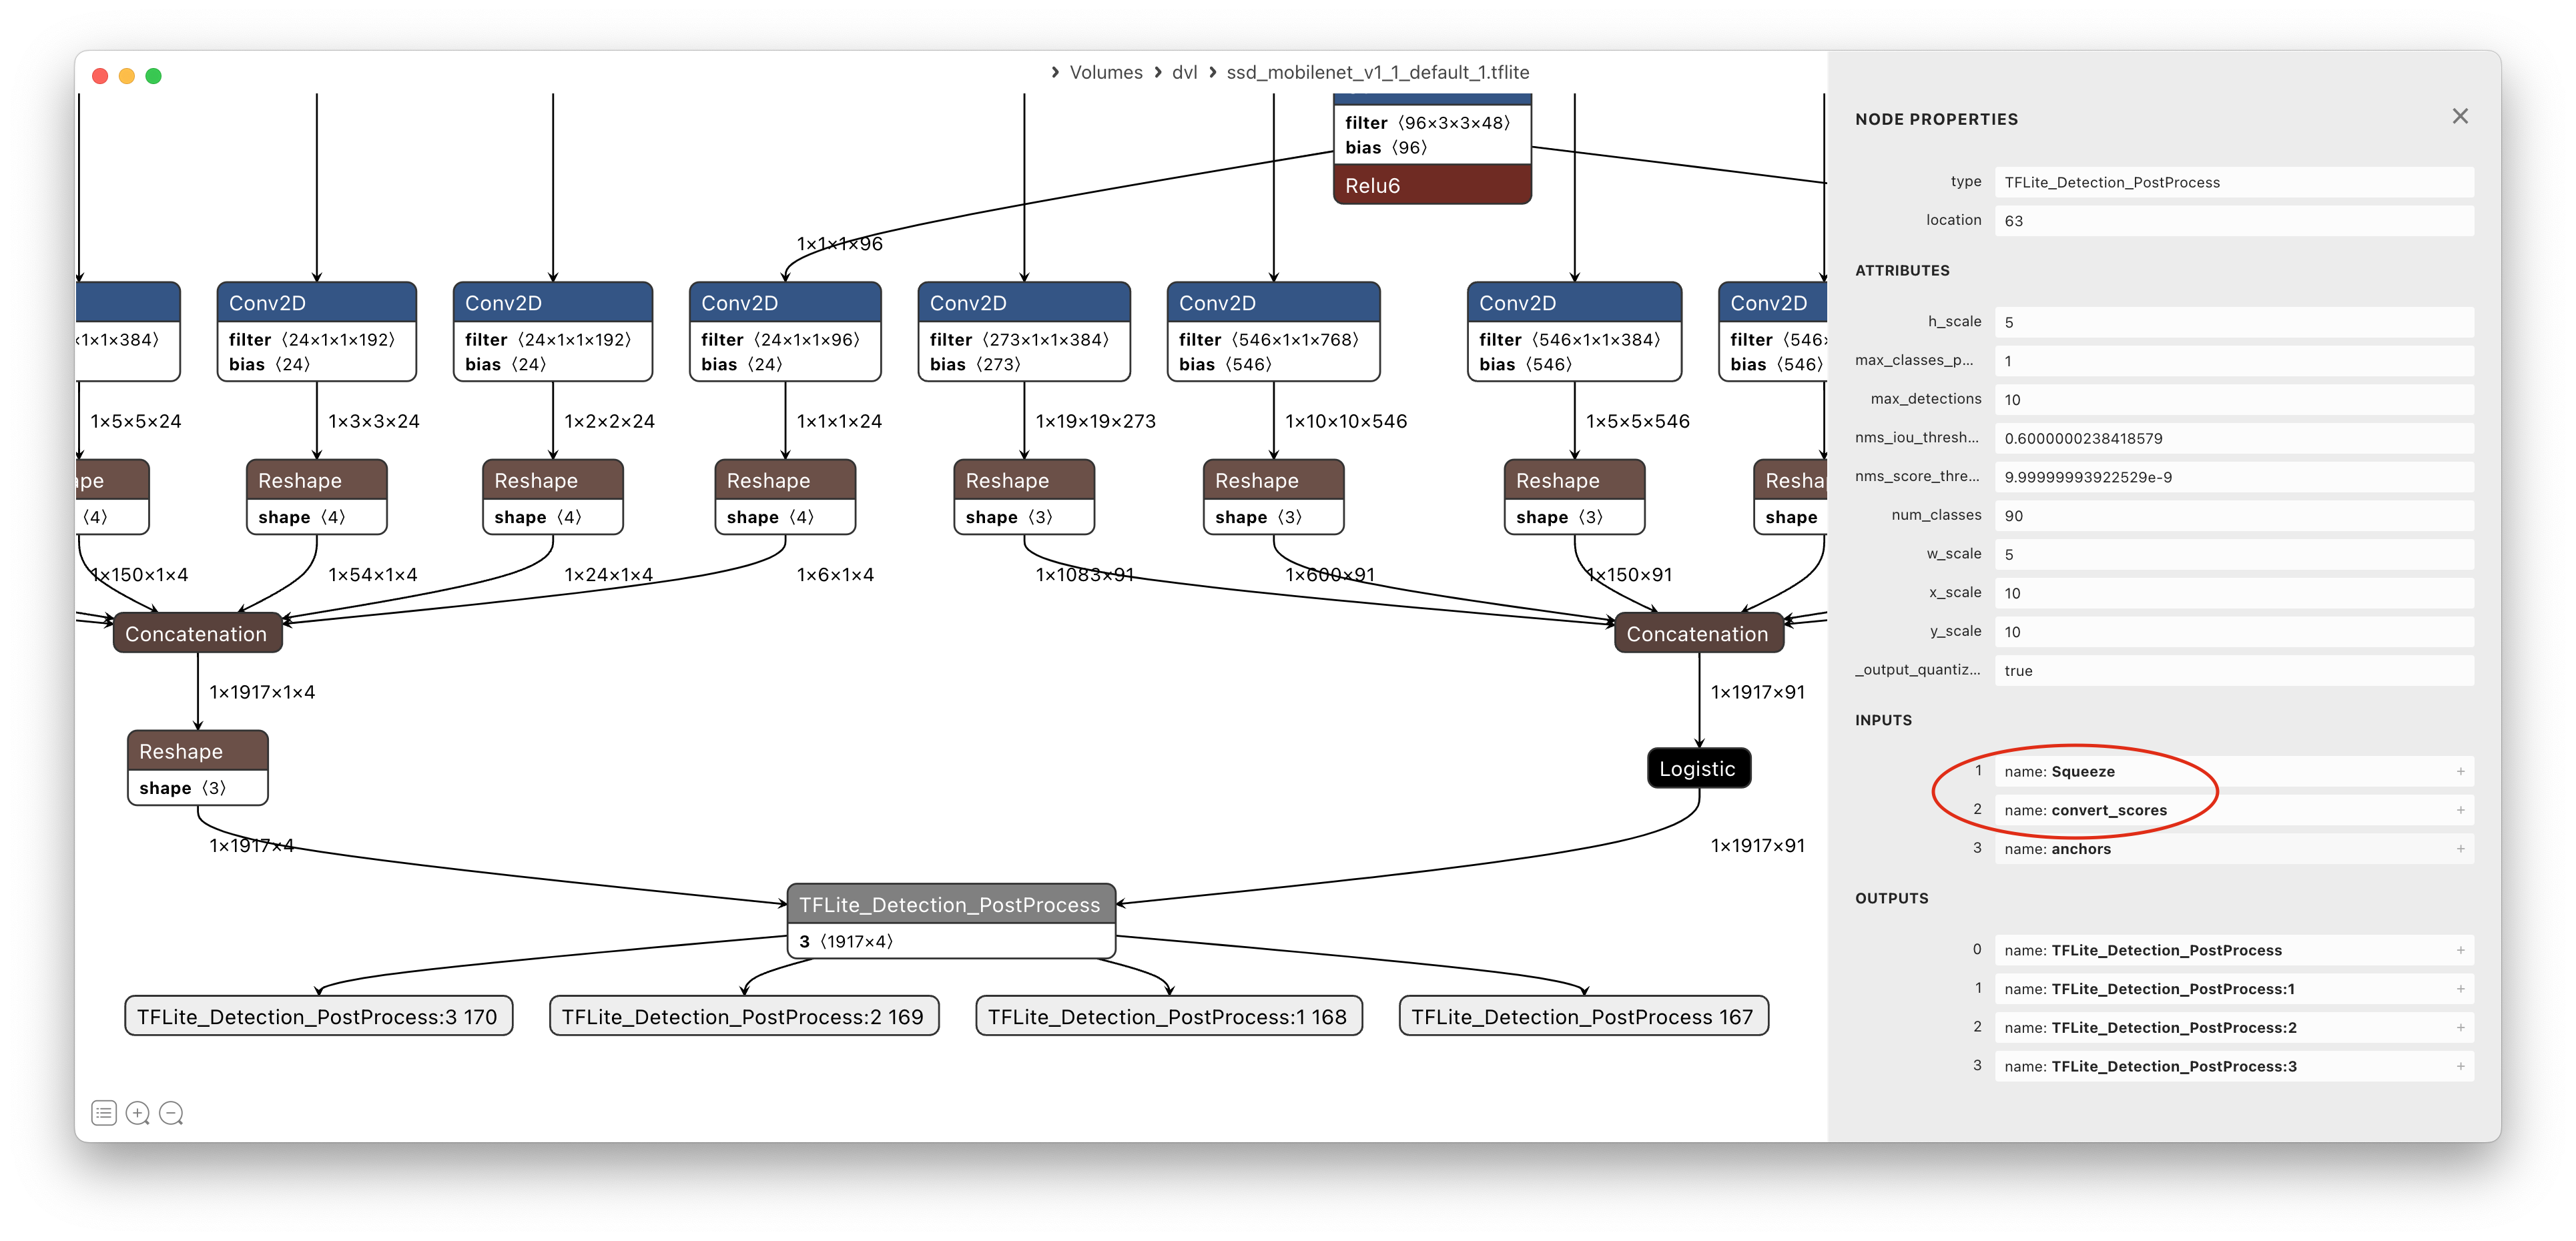 › Volumes › dvl › ssd_mobilenet_v1_1_default_1.tflite
filter ⟨96×3×3×48⟩
bias ⟨96⟩
Relu6
1×1×1×96
Conv2D Conv2D Conv2D Conv2D Conv2D Conv2D Conv2D
×1×1×384⟩ filter ⟨24×1×1×192⟩ filter ⟨24×1×1×192⟩ filter ⟨24×1×1×96⟩ filter ⟨273×1×1×384⟩ filter ⟨546×1×1×768⟩ filter ⟨546×1×1×384⟩ filter ⟨546×
bias ⟨24⟩ bias ⟨24⟩ bias ⟨24⟩ bias ⟨273⟩ bias ⟨546⟩ bias ⟨546⟩ bias ⟨546⟩
1×5×5×24 1×3×3×24 1×2×2×24 1×1×1×24 1×19×19×273 1×10×10×546 1×5×5×546
ape Reshape Reshape Reshape Reshape Reshape Reshape Resha
⟨4⟩ shape ⟨4⟩ shape ⟨4⟩ shape ⟨4⟩ shape ⟨3⟩ shape ⟨3⟩ shape ⟨3⟩ shape
1×150×1×4 1×54×1×4 1×24×1×4 1×6×1×4 1×1083×91 1×600×91 1×150×91
Concatenation Concatenation
1×1917×1×4 1×1917×91
Reshape
shape ⟨3⟩
Logistic
1×1917×4 1×1917×91
TFLite_Detection_PostProcess
3 ⟨1917×4⟩
TFLite_Detection_PostProcess:3 170 TFLite_Detection_PostProcess:2 169 TFLite_Detection_PostProcess:1 168 TFLite_Detection_PostProcess 167
NODE PROPERTIES
type TFLite_Detection_PostProcess
location 63
ATTRIBUTES
h_scale 5
max_classes_p... 1
max_detections 10
nms_iou_thresh... 0.6000000238418579
nms_score_thre... 9.99999993922529e-9
num_classes 90
w_scale 5
x_scale 10
y_scale 10
_output_quantiz... true
INPUTS
1 name: Squeeze +
2 name: convert_scores +
3 name: anchors +
OUTPUTS
0 name: TFLite_Detection_PostProcess +
1 name: TFLite_Detection_PostProcess:1 +
2 name: TFLite_Detection_PostProcess:2 +
3 name: TFLite_Detection_PostProcess:3 +